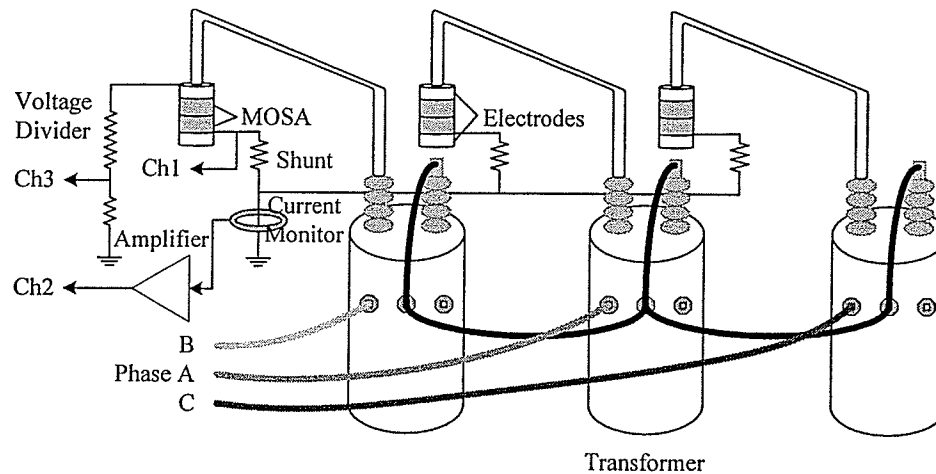 Voltage
Divider
MOSA
Electrodes
Ch3
Ch1
Shunt
Current
Monitor
Amplifier
Ch2
B
Phase A
C
Transformer